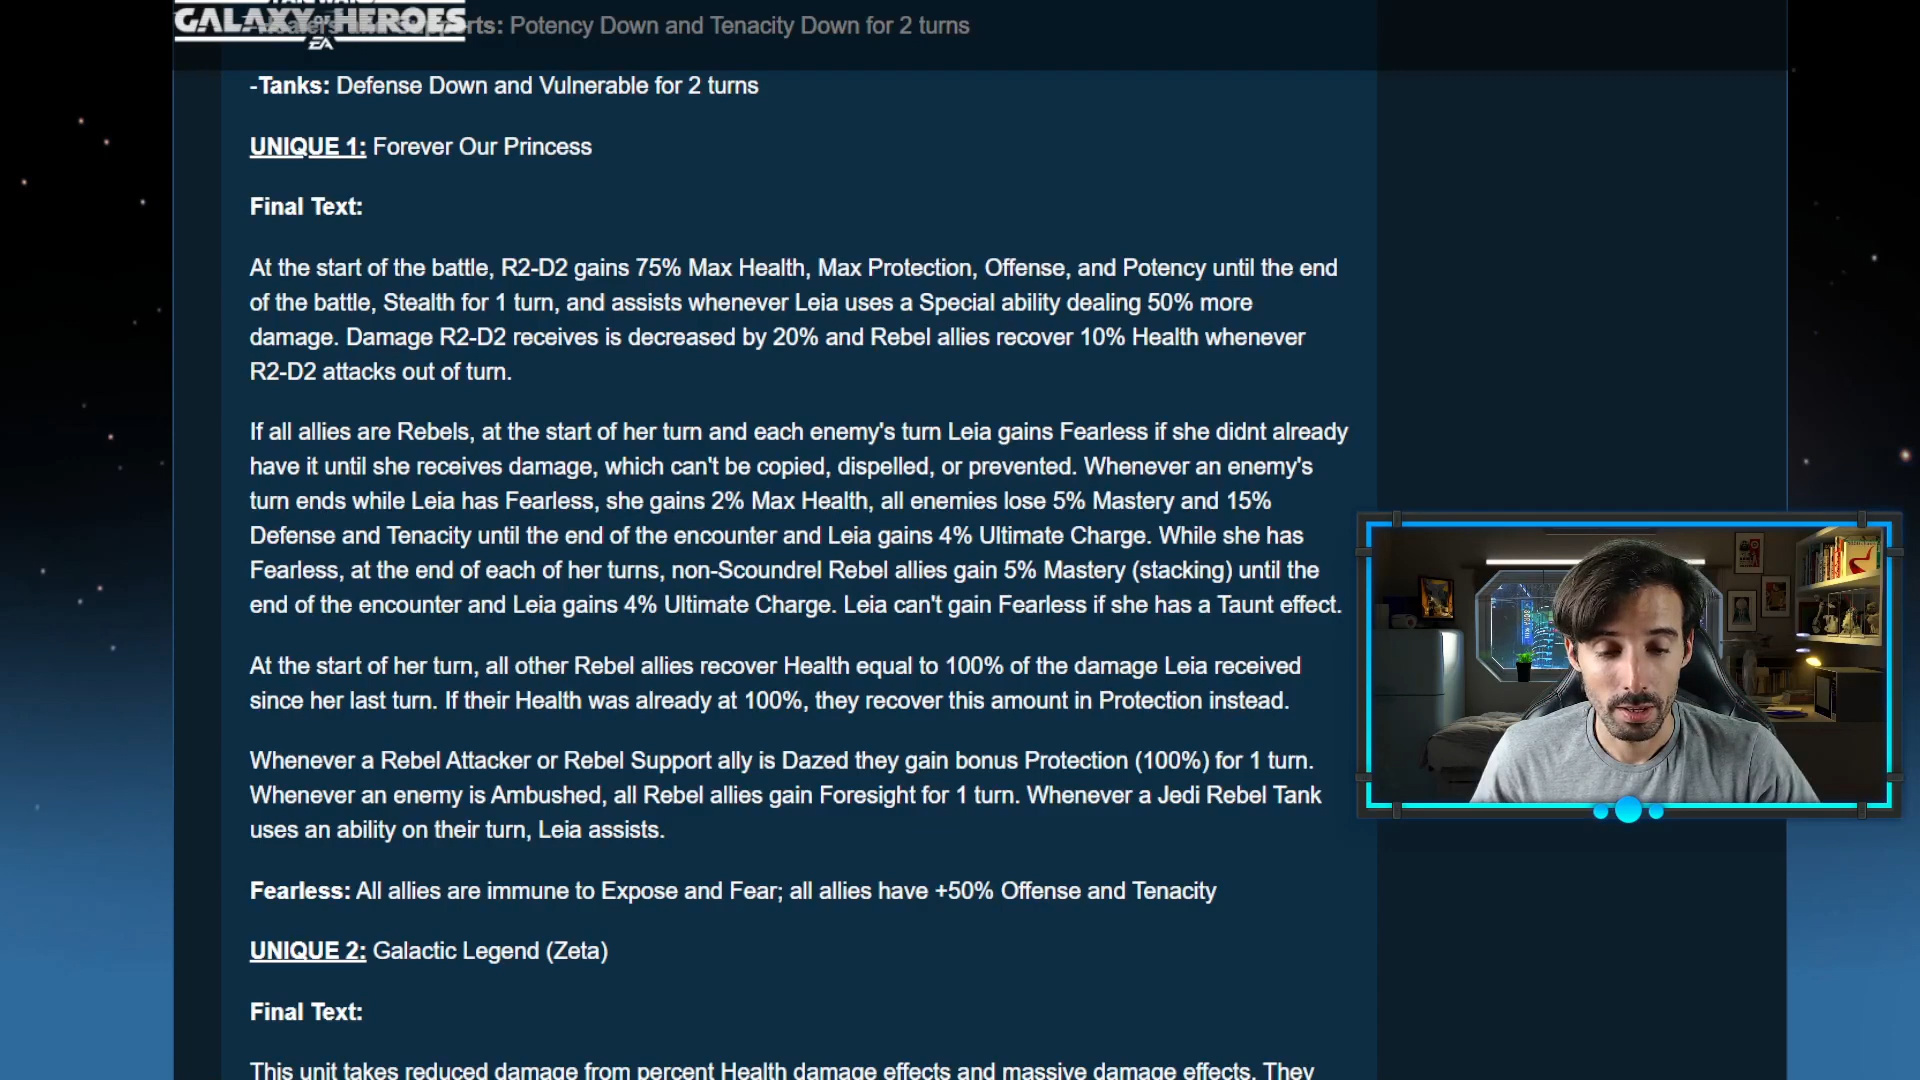 GALAXY OF HEROES
EA
Supports: Potency Down and Tenacity Down for 2 turns
-Tanks: Defense Down and Vulnerable for 2 turns
UNIQUE 1: Forever Our Princess
Final Text:
At the start of the battle, R2-D2 gains 75% Max Health, Max Protection, Offense, and Potency until the end
of the battle, Stealth for 1 turn, and assists whenever Leia uses a Special ability dealing 50% more
damage. Damage R2-D2 receives is decreased by 20% and Rebel allies recover 10% Health whenever
R2-D2 attacks out of turn.
If all allies are Rebels, at the start of her turn and each enemy's turn Leia gains Fearless if she didnt already
have it until she receives damage, which can't be copied, dispelled, or prevented. Whenever an enemy's
turn ends while Leia has Fearless, she gains 2% Max Health, all enemies lose 5% Mastery and 15%
Defense and Tenacity until the end of the encounter and Leia gains 4% Ultimate Charge. While she has
Fearless, at the end of each of her turns, non-Scoundrel Rebel allies gain 5% Mastery (stacking) until the
end of the encounter and Leia gains 4% Ultimate Charge. Leia can't gain Fearless if she has a Taunt effect.
At the start of her turn, all other Rebel allies recover Health equal to 100% of the damage Leia received
since her last turn. If their Health was already at 100%, they recover this amount in Protection instead.
Whenever a Rebel Attacker or Rebel Support ally is Dazed they gain bonus Protection (100%) for 1 turn.
Whenever an enemy is Ambushed, all Rebel allies gain Foresight for 1 turn. Whenever a Jedi Rebel Tank
uses an ability on their turn, Leia assists.
Fearless: All allies are immune to Expose and Fear; all allies have +50% Offense and Tenacity
UNIQUE 2: Galactic Legend (Zeta)
Final Text:
This unit takes reduced damage from percent Health damage effects and massive damage effects. They